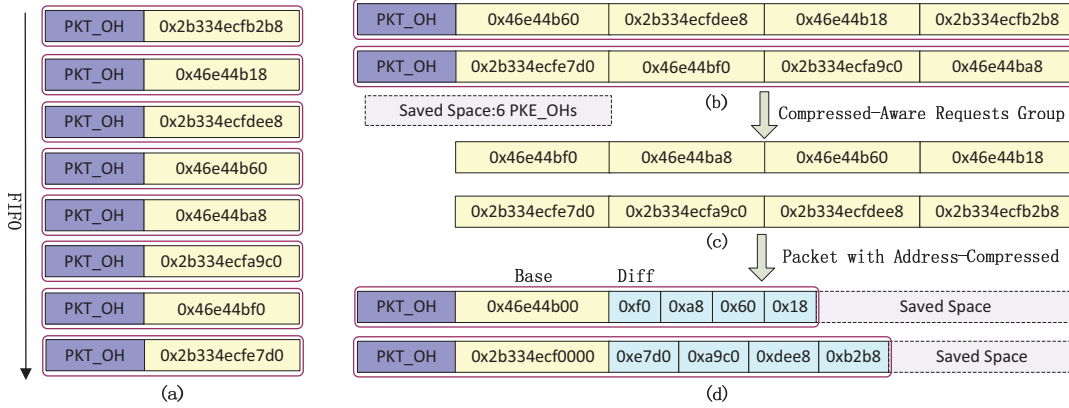 FIFO
PKT_OH 0x2b334ecfb2b8
PKT_OH 0x46e44b18
PKT_OH 0x2b334ecfdee8
PKT_OH 0x46e44b60
PKT_OH 0x46e44ba8
PKT_OH 0x2b334ecfa9c0
PKT_OH 0x46e44bf0
PKT_OH 0x2b334ecfe7d0
(a)
PKT_OH 0x46e44b60 0x2b334ecfdee8 0x46e44b18 0x2b334ecfb2b8
PKT_OH 0x2b334ecfe7d0 0x46e44bf0 0x2b334ecfa9c0 0x46e44ba8
(b)
Saved Space:6 PKE_OHs
Compressed-Aware Requests Group
0x46e44bf0 0x46e44ba8 0x46e44b60 0x46e44b18
0x2b334ecfe7d0 0x2b334ecfa9c0 0x2b334ecfdee8 0x2b334ecfb2b8
(c)
Packet with Address-Compressed
Base Diff
PKT_OH 0x46e44b00 0xf0 0xa8 0x60 0x18 Saved Space
PKT_OH 0x2b334ecf0000 0xe7d0 0xa9c0 0xdee8 0xb2b8 Saved Space
(d)